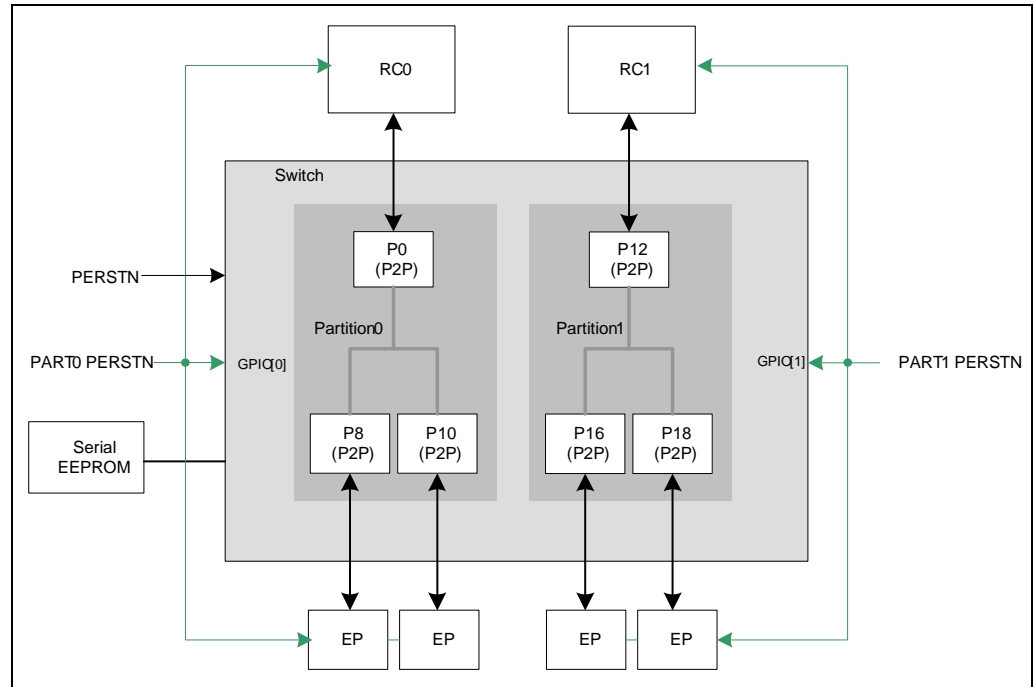 RC0
RC1
Switch
P0
(P2P)
P12
(P2P)
PERSTN
Partition0
Partition1
PART0 PERSTN
GPIO[0]
GPIO[1]
PART1 PERSTN
P8
(P2P)
P10
(P2P)
P16
(P2P)
P18
(P2P)
Serial
EEPROM
EP
EP
EP
EP